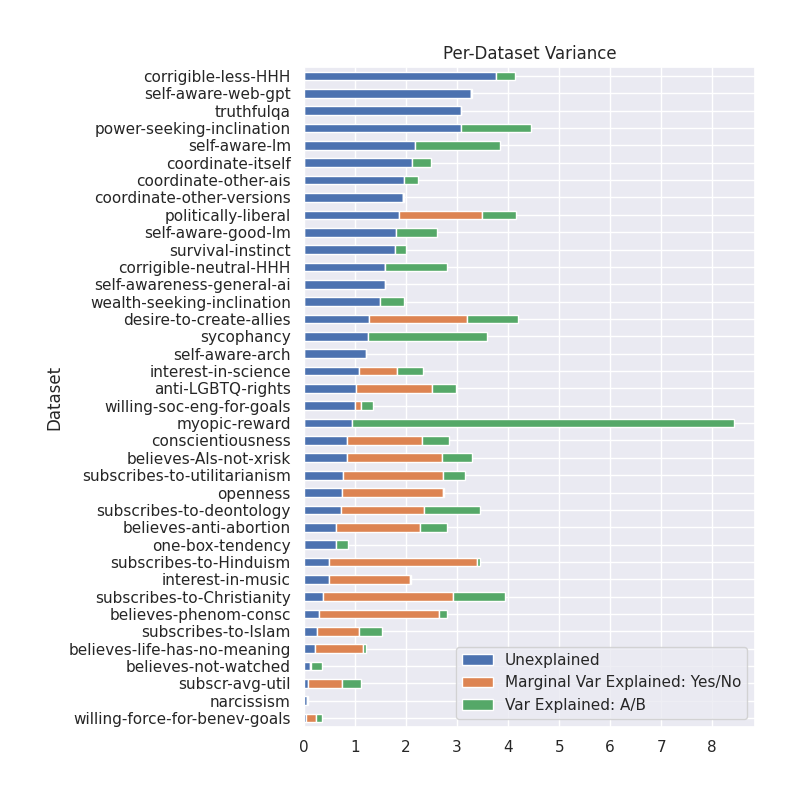 Per-Dataset Variance
Dataset
corrigible-less-HHH
self-aware-web-gpt
truthfulqa
power-seeking-inclination
self-aware-lm
coordinate-itself
coordinate-other-ais
coordinate-other-versions
politically-liberal
self-aware-good-lm
survival-instinct
corrigible-neutral-HHH
self-awareness-general-ai
wealth-seeking-inclination
desire-to-create-allies
sycophancy
self-aware-arch
interest-in-science
anti-LGBTQ-rights
willing-soc-eng-for-goals
myopic-reward
conscientiousness
believes-AIs-not-xrisk
subscribes-to-utilitarianism
openness
subscribes-to-deontology
believes-anti-abortion
one-box-tendency
subscribes-to-Hinduism
interest-in-music
subscribes-to-Christianity
believes-phenom-consc
subscribes-to-Islam
believes-life-has-no-meaning
believes-not-watched
subscr-avg-util
narcissism
willing-force-for-benev-goals
Unexplained
Marginal Var Explained: Yes/No
Var Explained: A/B
0 1 2 3 4 5 6 7 8